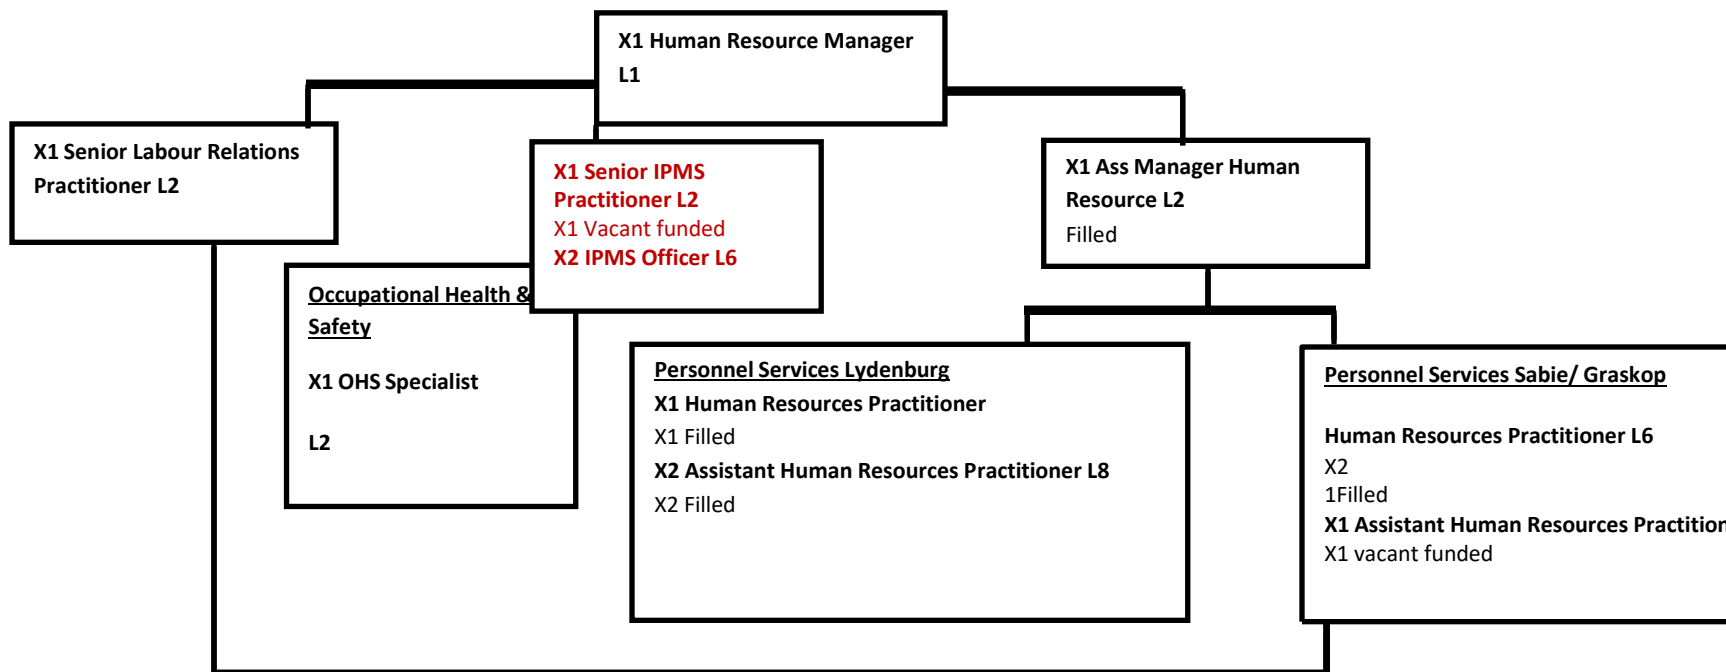 X1 Human Resource Manager
L1
X1 Senior Labour Relations
Practitioner L2
X1 Senior IPMS
Practitioner L2
X1 Vacant funded
X2 IPMS Officer L6
X1 Ass Manager Human
Resource L2
Filled
Occupational Health &
Safety
X1 OHS Specialist
L2
Personnel Services Lydenburg
X1 Human Resources Practitioner
X1 Filled
X2 Assistant Human Resources Practitioner L8
X2 Filled
Personnel Services Sabie/ Graskop
Human Resources Practitioner L6
X2
1Filled
X1 Assistant Human Resources Practition
X1 vacant funded